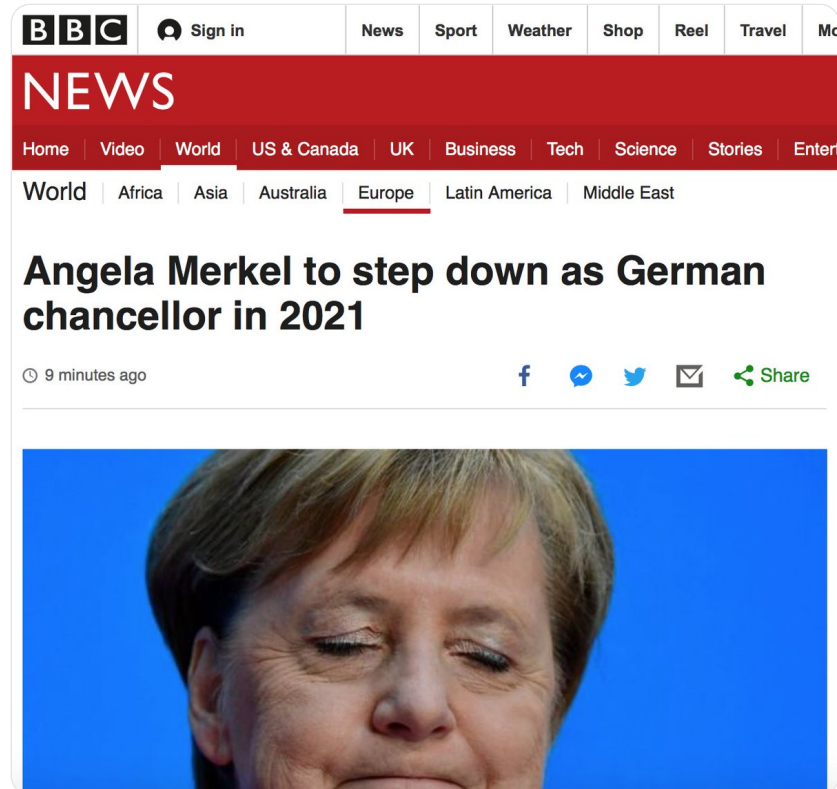 BBC Sign in News Sport Weather Shop Reel Travel
NEWS
Home Video World US & Canada UK Business Tech Science Stories
World Africa Asia Australia Europe Latin America Middle East
Angela Merkel to step down as German
chancellor in 2021
9 minutes ago Share